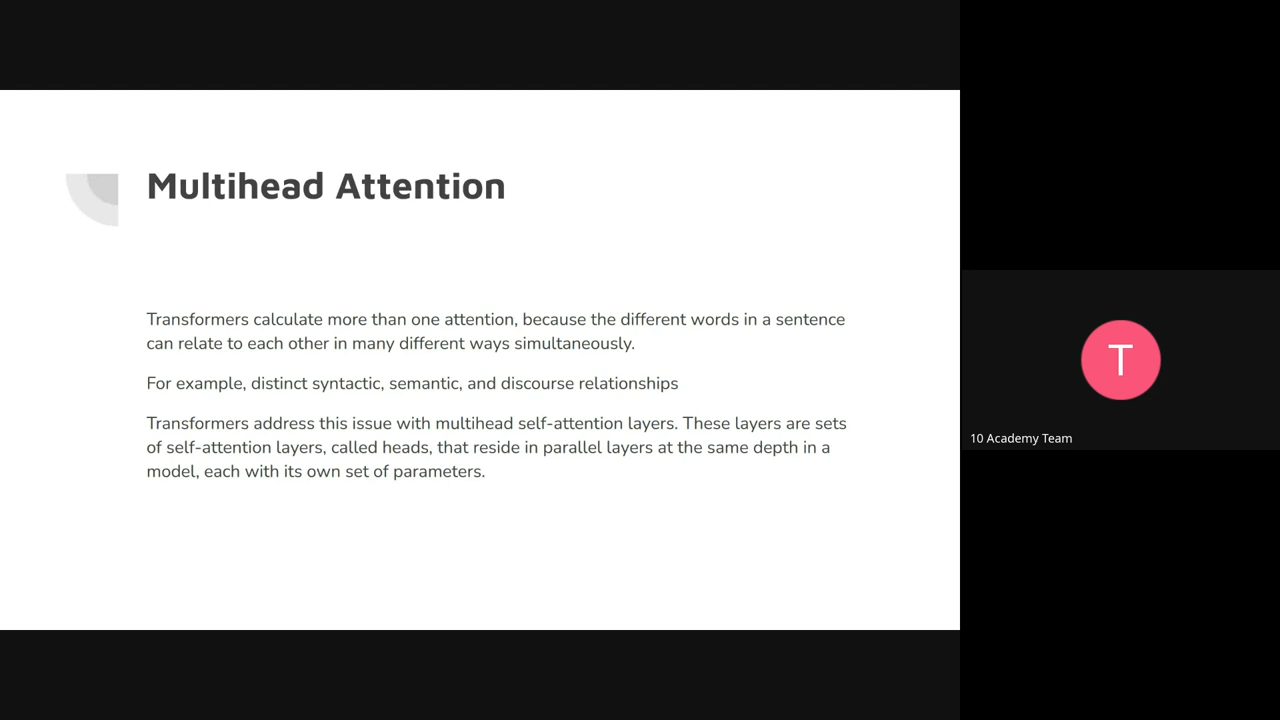 Multihead Attention
Transformers calculate more than one attention, because the different words in a sentence
can relate to each other in many different ways simultaneously.
For example, distinct syntactic, semantic, and discourse relationships
Transformers address this issue with multihead self-attention layers. These layers are sets
of self-attention layers, called heads, that reside in parallel layers at the same depth in a
model, each with its own set of parameters.
T
10 Academy Team